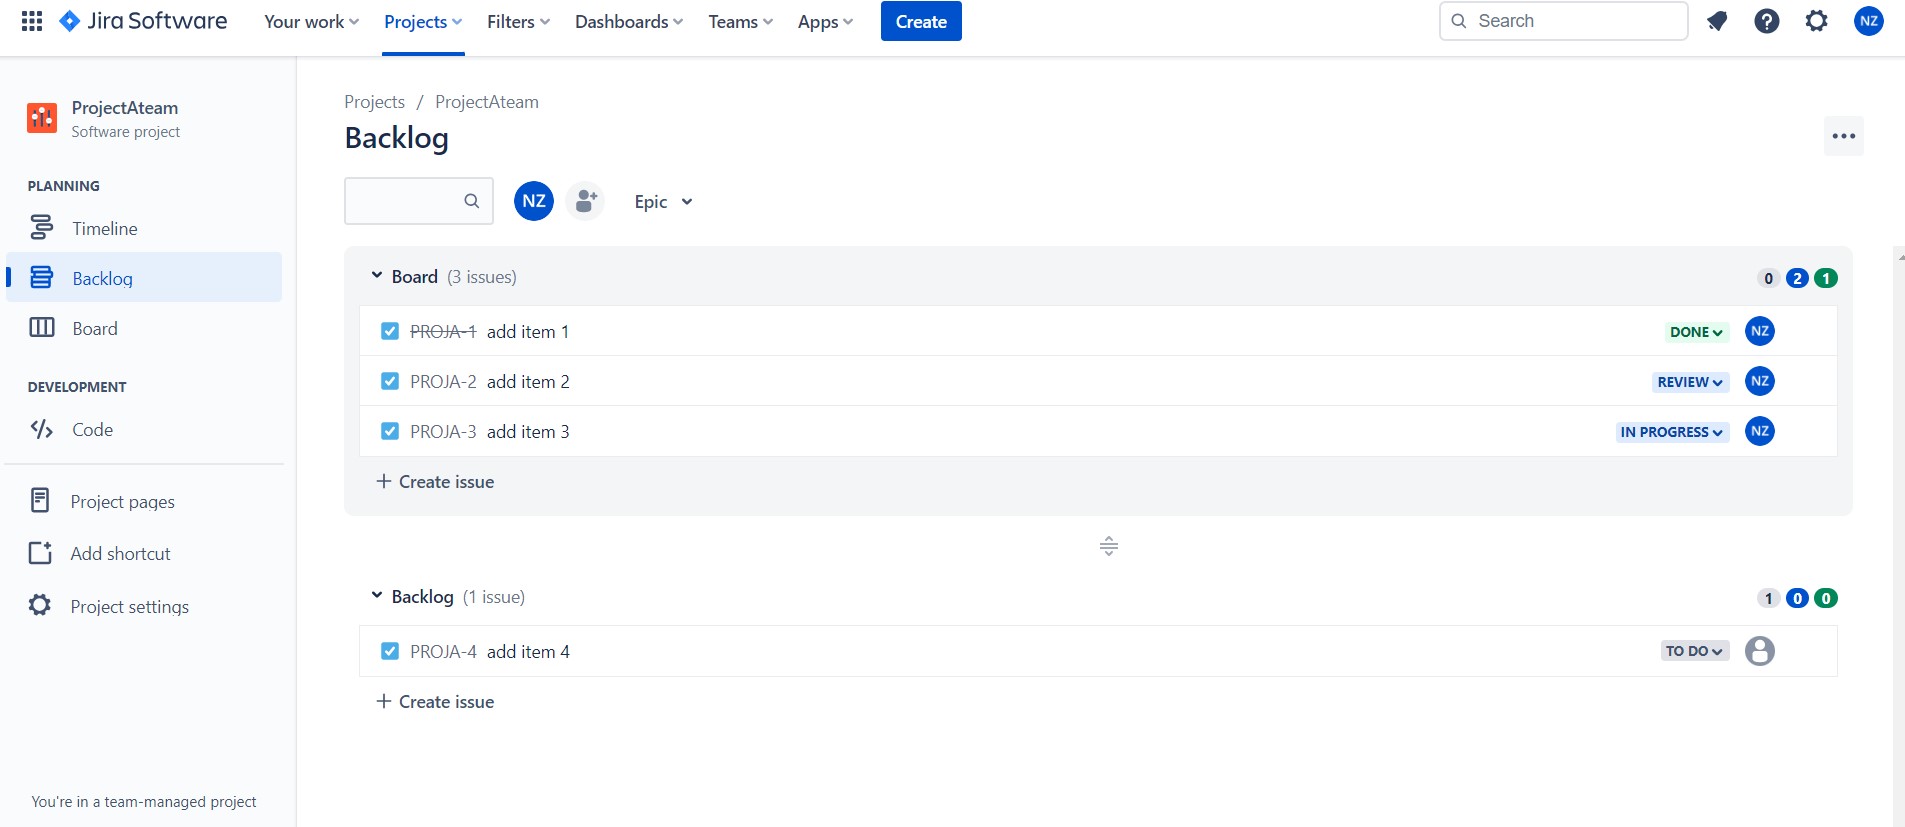 Jira Software Your work Projects Filters Dashboards Teams Apps Create Search NZ
ProjectAteam
Software project
PLANNING
Timeline
Backlog
Board
DEVELOPMENT
Code
Project pages
Add shortcut
Project settings
You're in a team-managed project
Projects / ProjectAteam
Backlog
NZ Epic
Board (3 issues) 0 2 1
PROJA-1 add item 1 DONE NZ
PROJA-2 add item 2 REVIEW NZ
PROJA-3 add item 3 IN PROGRESS NZ
+ Create issue
Backlog (1 issue) 1 0 0
PROJA-4 add item 4 TO DO
+ Create issue